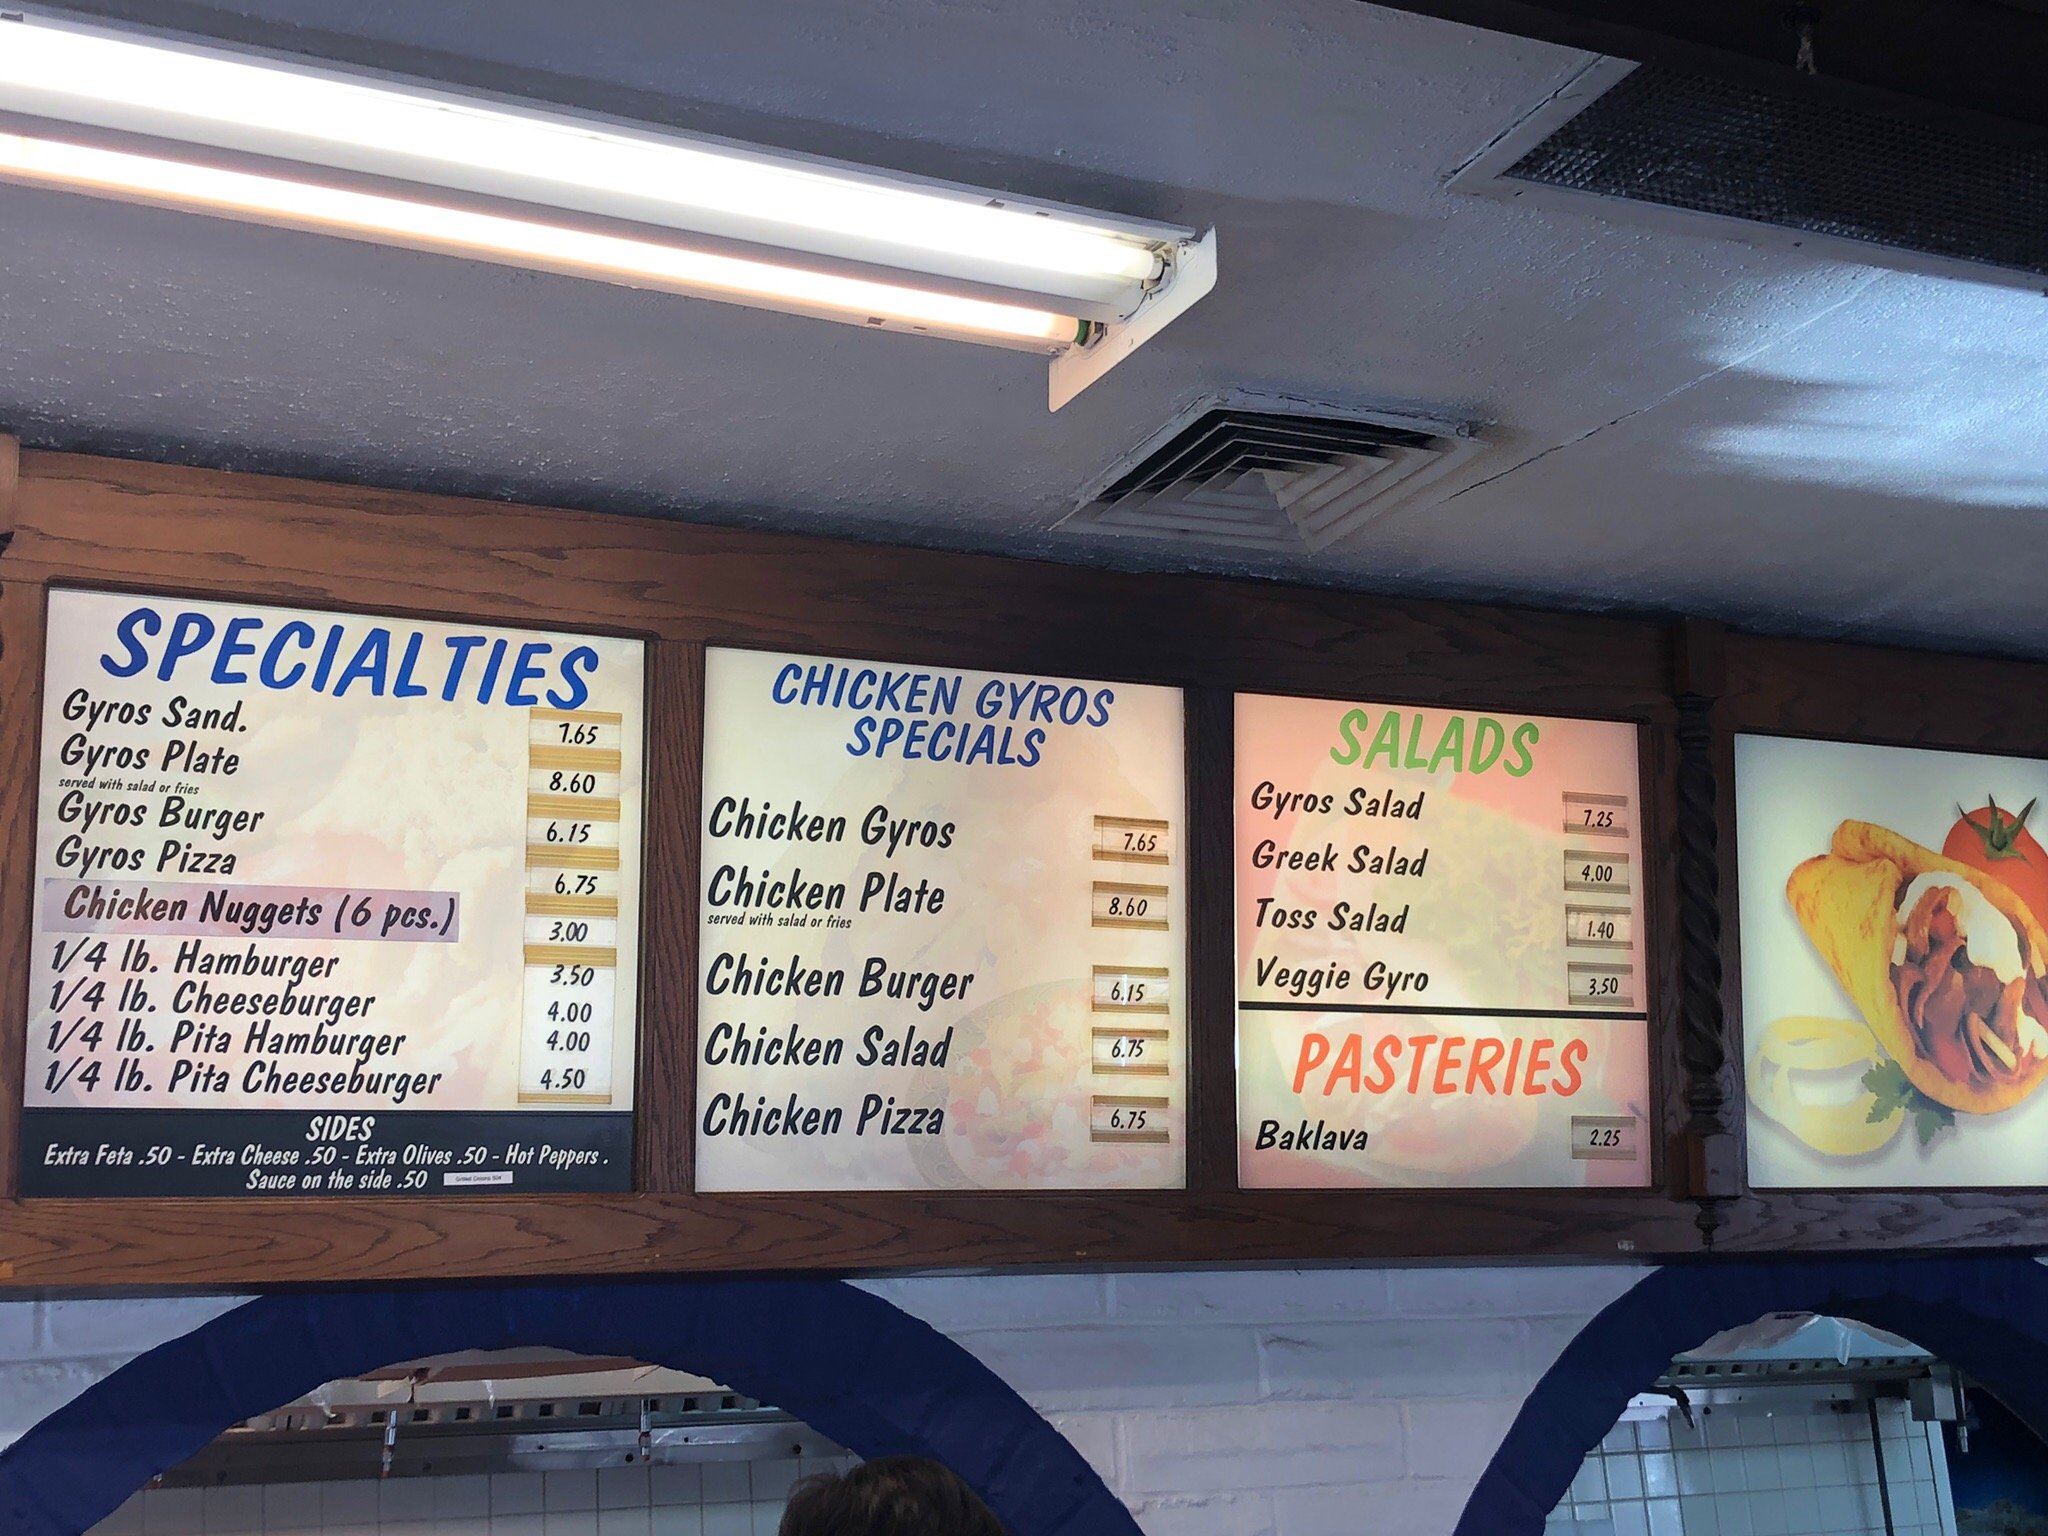 SPECIALTIES
Gyros Sand. 7.65
Gyros Plate 8.60
served with salad or fries
Gyros Burger 6.15
Gyros Pizza 6.75
Chicken Nuggets (6 pcs.) 3.00
1/4 lb. Hamburger 3.50
1/4 lb. Cheeseburger 4.00
1/4 lb. Pita Hamburger 4.00
1/4 lb. Pita Cheeseburger 4.50
SIDES
Extra Feta .50 - Extra Cheese .50 - Extra Olives .50 - Hot Peppers .
Sauce on the side .50
CHICKEN GYROS
SPECIALS
Chicken Gyros 7.65
Chicken Plate 8.60
served with salad or fries
Chicken Burger 6.15
Chicken Salad 6.75
Chicken Pizza 6.75
SALADS
Gyros Salad 7.25
Greek Salad 4.00
Toss Salad 1.40
Veggie Gyro 3.50
PASTERIES
Baklava 2.25